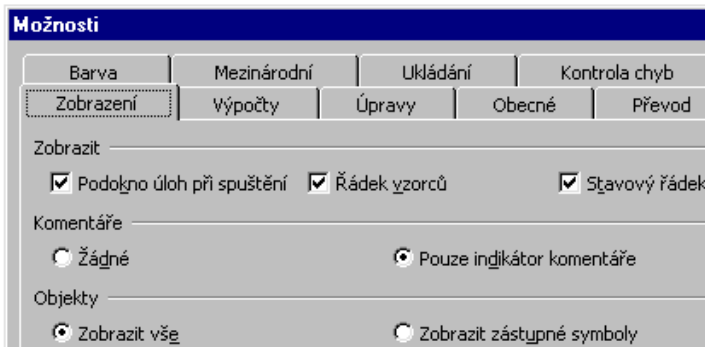 Možnosti
Barva Mezinárodní Ukládání Kontrola chyb
Zobrazení Výpočty Úpravy Obecné Převod
Zobrazit
Podokno úloh při spuštění Řádek vzorců Stavový řádek
Komentáře
Žádné Pouze indikátor komentáře
Objekty
Zobrazit vše Zobrazit zástupné symboly